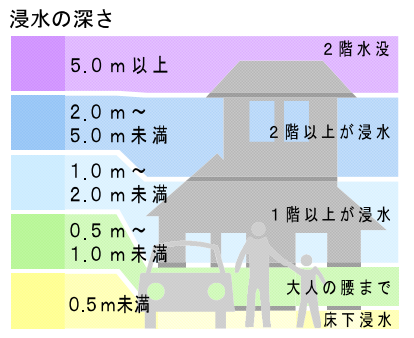 浸水の深さ
2階水没
5.0m以上
2.0m～
5.0m未満
2階以上が浸水
1.0m～
2.0m未満
1階以上が浸水
0.5m～
1.0m未満
大人の腰まで
0.5m未満
床下浸水